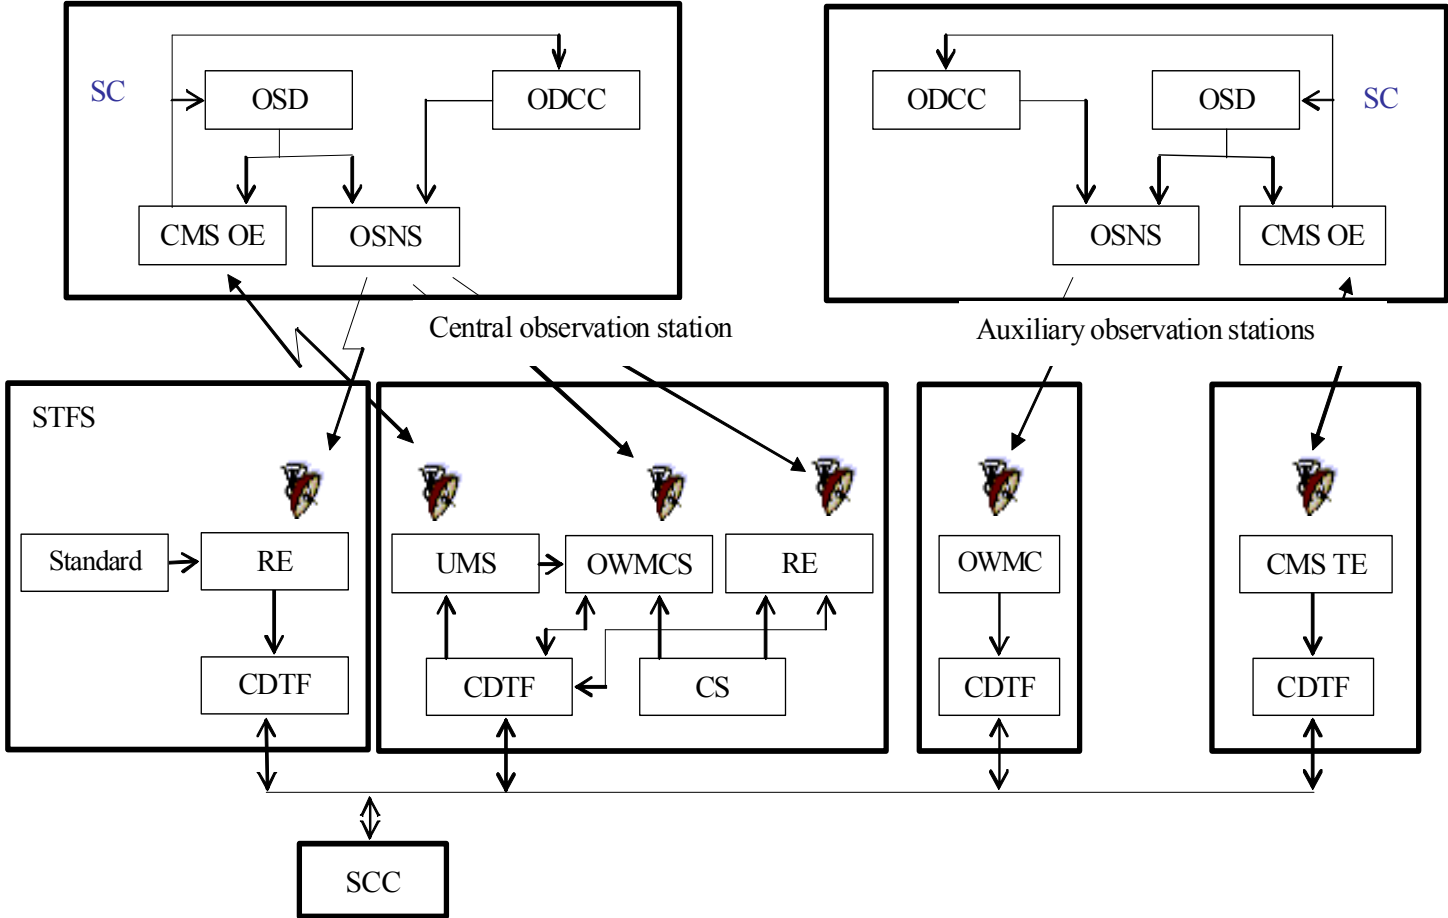 SC
OSD
ODCC
CMS OE
OSNS
ODCC
OSD
SC
OSNS
CMS OE
Central observation station
Auxiliary observation stations
STFS
Standard
RE
CDTF
UMS
OWMCS
RE
CDTF
CS
OWMC
CDTF
CMS TE
CDTF
SCC